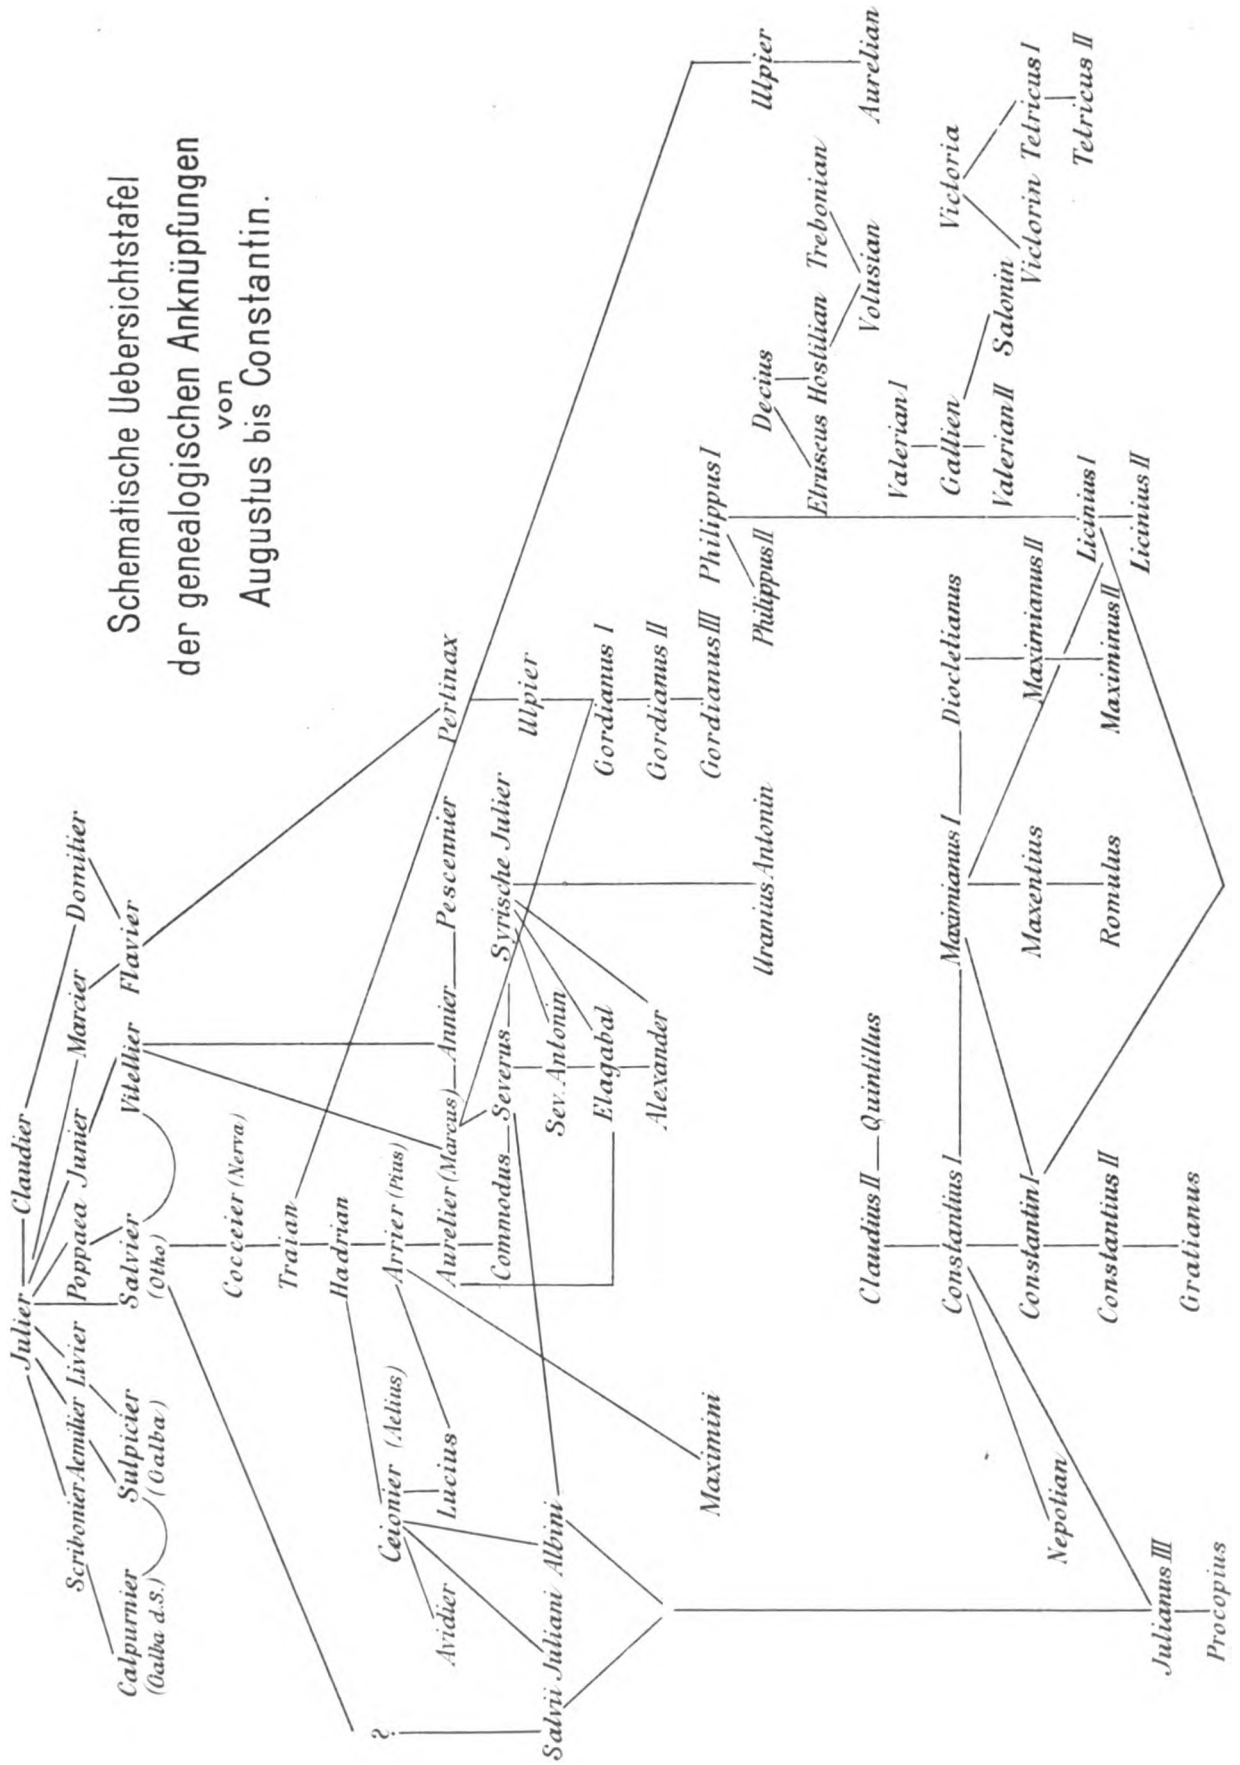 Schematische Uebersichtstafel
der genealogischen Anknüpfungen
von
Augustus bis Constantin.
Julier Claudier
Scribonier Aemilier Livier Poppaea Junier Marcier Domitier
Calpurnier Sulpicier Salvier Vitellier Flavier
(Galba d.S.) (Galba) (Otho)
Cocceier (Nerva)
Traian
Hadrian
? Ceionier (Aelius) Arrier (Pius)
Avidier Lucius Aurelier (Marcus) Annier Pescennier Pertinax
Commodus Severus Syrische Julier Ulpier
Salvii Juliani Albini Sev. Antonin
Elagabal Gordianus I
Alexander Gordianus II
Maximini Gordianus III Philippus I
Uranius Antonin Philippus II Decius Ulpier
Etruscus Hostilian Trebonian
Claudius II Quintillus Volusian Aurelian
Valerian I
Constantius I Maximianus I Diocletianus Gallien Victoria
Valerian II Salonin
Nepotian Constantin I Maxentius Maximianus II Victorin Tetricus I
Licinius I Tetricus II
Constantius II Romulus Maximinus II
Julianus III Licinius II
Procopius Gratianus